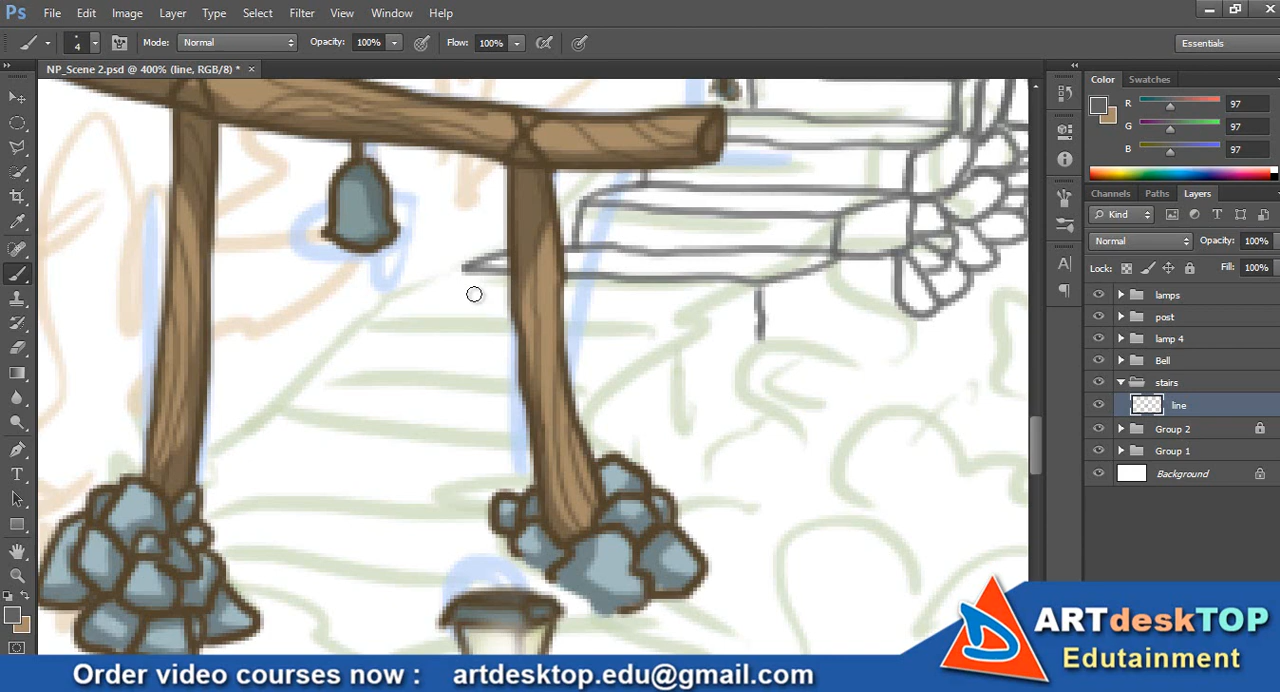 Ps File Edit Image Layer Type Select Filter View Window Help
4 Mode: Normal Opacity: 100% Flow: 100% Essentials
NP_Scene 2.psd @ 400% (line, RGB/8) * ×
Color Swatches
R 97
G 97
B 97
Channels Paths Layers
Kind
Normal Opacity: 100%
Lock: Fill: 100%
lamps
post
lamp 4
Bell
stairs
line
Group 2
Group 1
Background
ARTdeskTOP
Edutainment
Order video courses now : artdesktop.edu@gmail.com